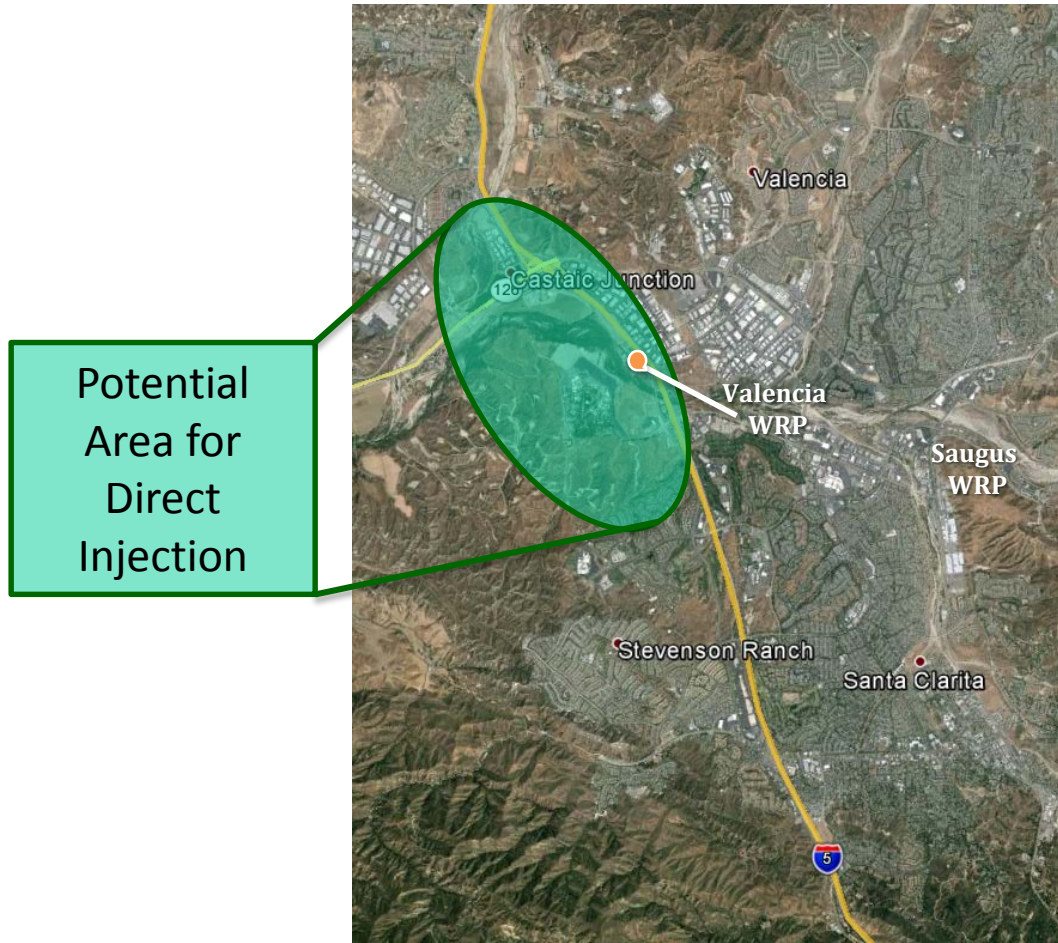 Valencia
Castaic Junction
126
Potential
Area for
Direct
Injection
Valencia
WRP
Saugus
WRP
Stevenson Ranch
Santa Clarita
5